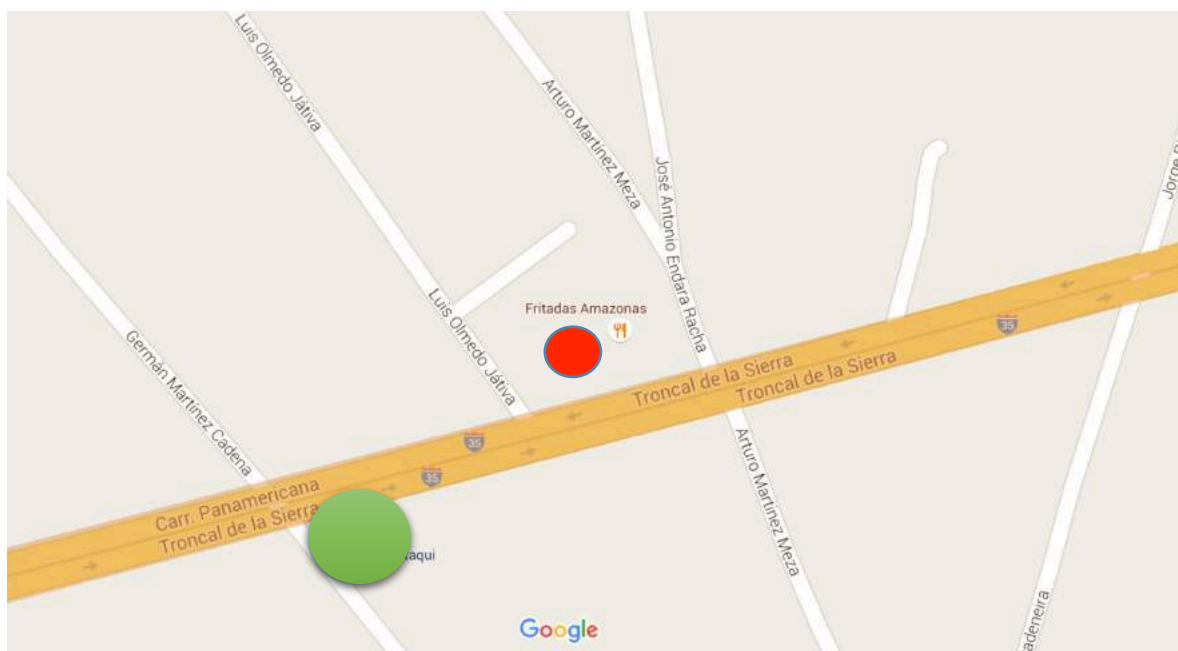 Luis Olmedo Játiva
Arturo Martínez Meza
José Antonio Endara Racha
Fritadas Amazonas
Luis Olmedo Játiva
Germán Martínez Cadena
Troncal de la Sierra
Troncal de la Sierra
35
35
35
Carr. Panamericana
Troncal de la Sierra
Arturo Martínez Meza
Jorge
Google